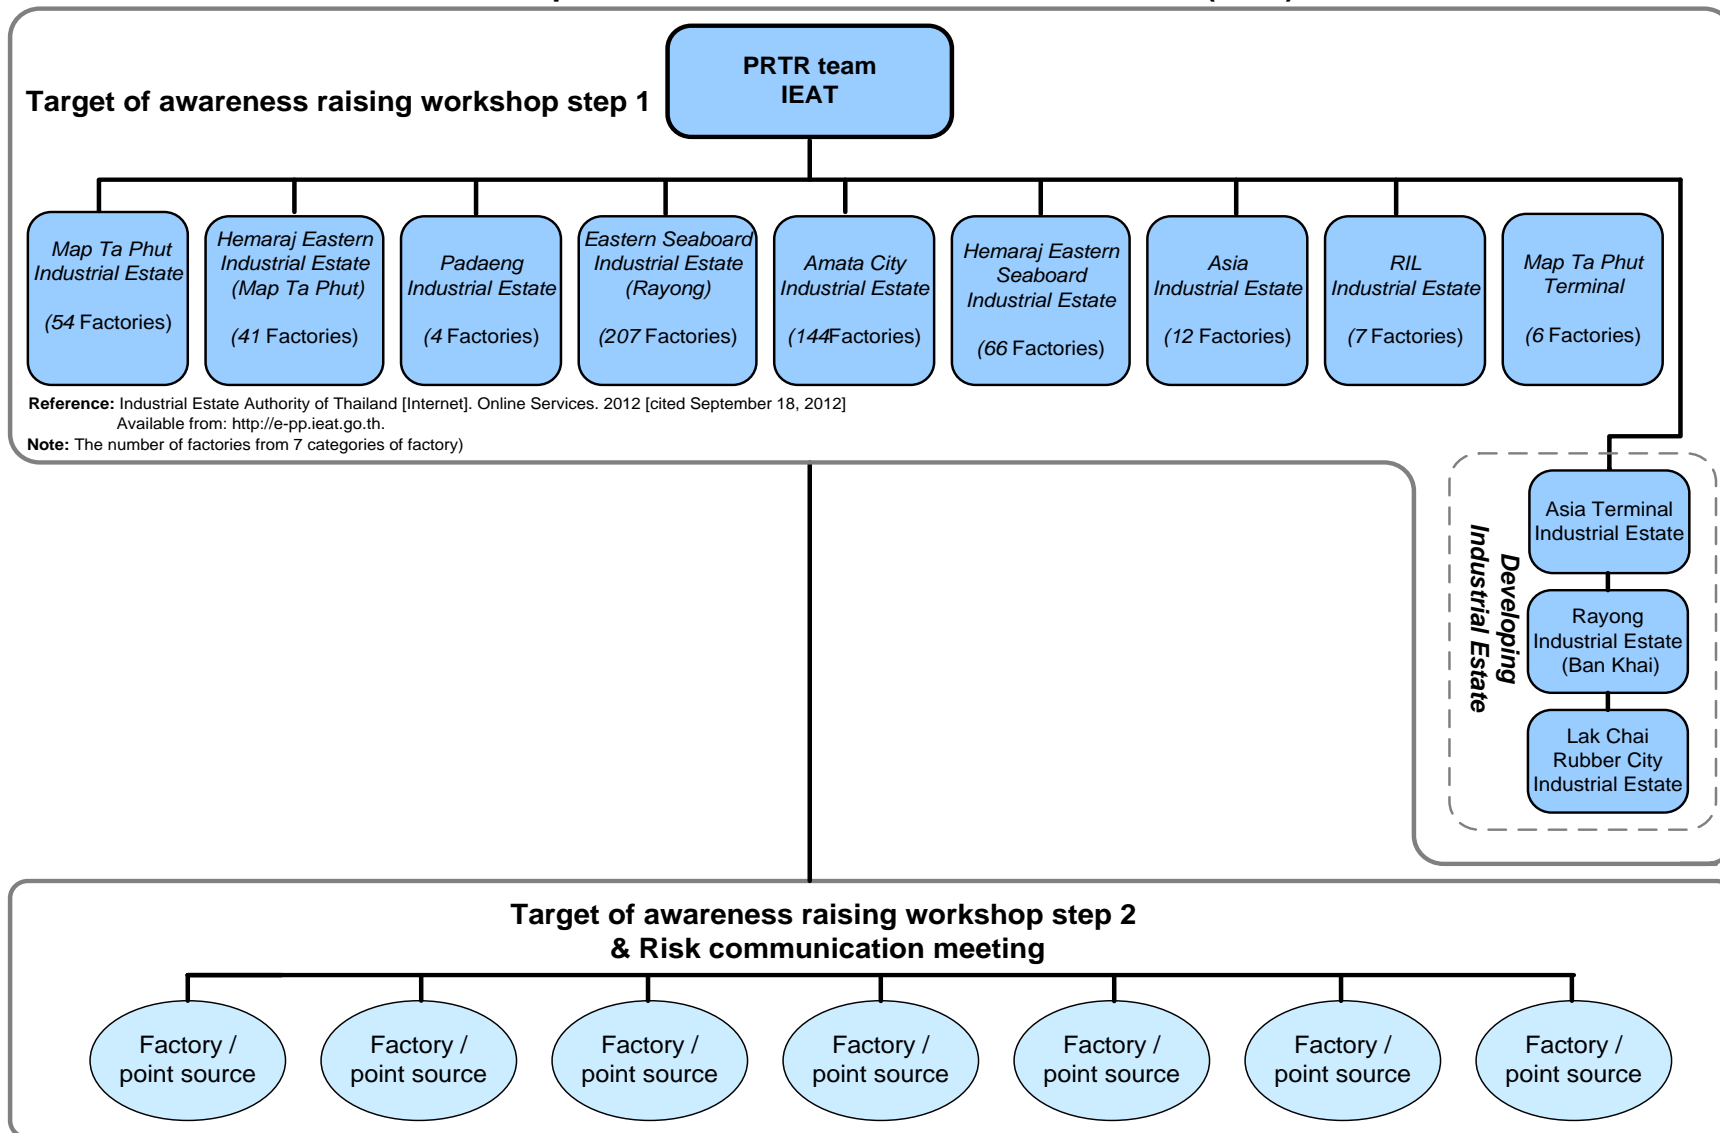 PRTR team
IEAT
Target of awareness raising workshop step 1
Map Ta Phut
Industrial Estate
(54 Factories)
Hemaraj Eastern
Industrial Estate
(Map Ta Phut)
(41 Factories)
Padaeng
Industrial Estate
(4 Factories)
Eastern Seaboard
Industrial Estate
(Rayong)
(207 Factories)
Amata City
Industrial Estate
(144Factories)
Hemaraj Eastern
Seaboard
Industrial Estate
(66 Factories)
Asia
Industrial Estate
(12 Factories)
RIL
Industrial Estate
(7 Factories)
Map Ta Phut
Terminal
(6 Factories)
Reference: Industrial Estate Authority of Thailand [Internet]. Online Services. 2012 [cited September 18, 2012]
Available from: http://e-pp.ieat.go.th.
Note: The number of factories from 7 categories of factory)
Developing
Industrial Estate
Asia Terminal
Industrial Estate
Rayong
Industrial Estate
(Ban Khai)
Lak Chai
Rubber City
Industrial Estate
Target of awareness raising workshop step 2
& Risk communication meeting
Factory /
point source
Factory /
point source
Factory /
point source
Factory /
point source
Factory /
point source
Factory /
point source
Factory /
point source